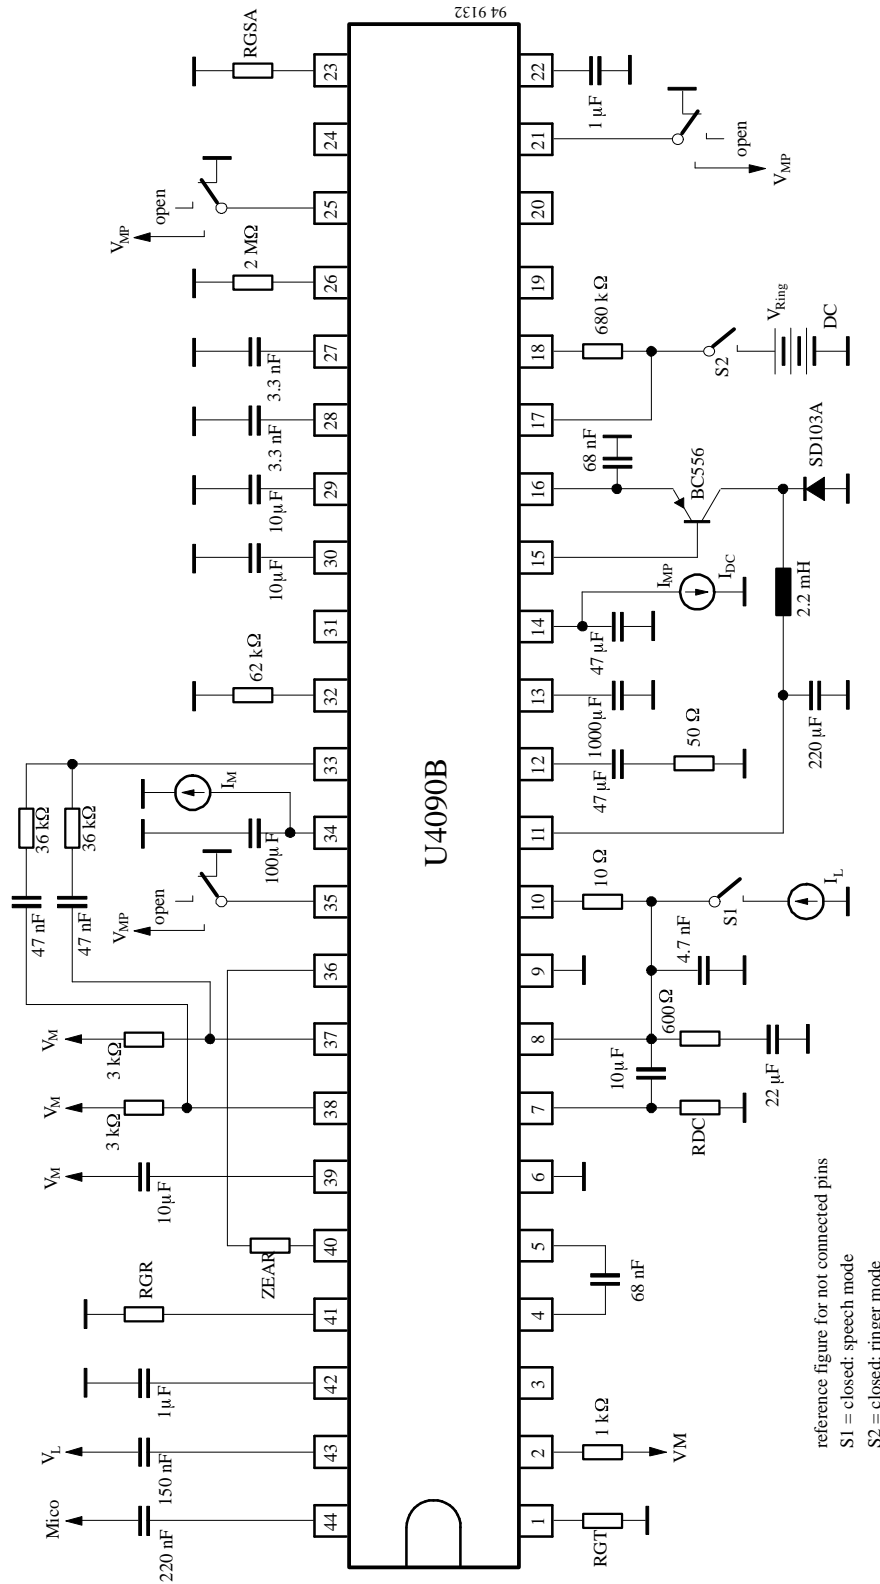 94 9132
RGSA
23
24
25
open
V_MP
26
2 MΩ
27
3.3 nF
28
3.3 nF
29
10µF
30
10µF
31
32
62 kΩ
33
36 kΩ
36 kΩ
47 nF
47 nF
34
I_M
100µF
35
open
V_MP
36
37
V_M
3 kΩ
38
V_M
3 kΩ
39
V_M
10µF
40
ZEAR
41
RGR
42
1µF
43
V_L
150 nF
44
Mico
220 nF
U4090B
22
1 µF
21
open
V_MP
20
19
18
680 kΩ
V_Ring
DC
S2
17
16
68 nF
BC556
SD103A
15
14
I_MP
I_DC
47 µF
2.2 mH
13
1000µF
12
47 µF
50 Ω
220 µF
11
10
10 Ω
S1
I_L
9
4.7 nF
8
600 Ω
22 µF
10µF
7
RDC
6
5
68 nF
4
3
2
1 kΩ
VM
1
RGT
reference figure for not connected pins
S1 = closed: speech mode
S2 = closed: ringer mode